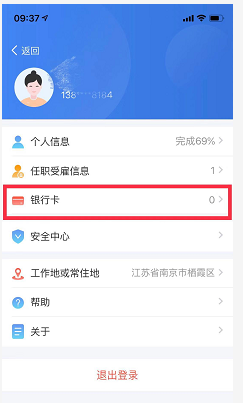 09:37
返回
138****8184
个人信息 完成69%
任职受雇信息 1
银行卡 0
安全中心
工作地或常住地 江苏省南京市栖霞区
帮助
关于
退出登录